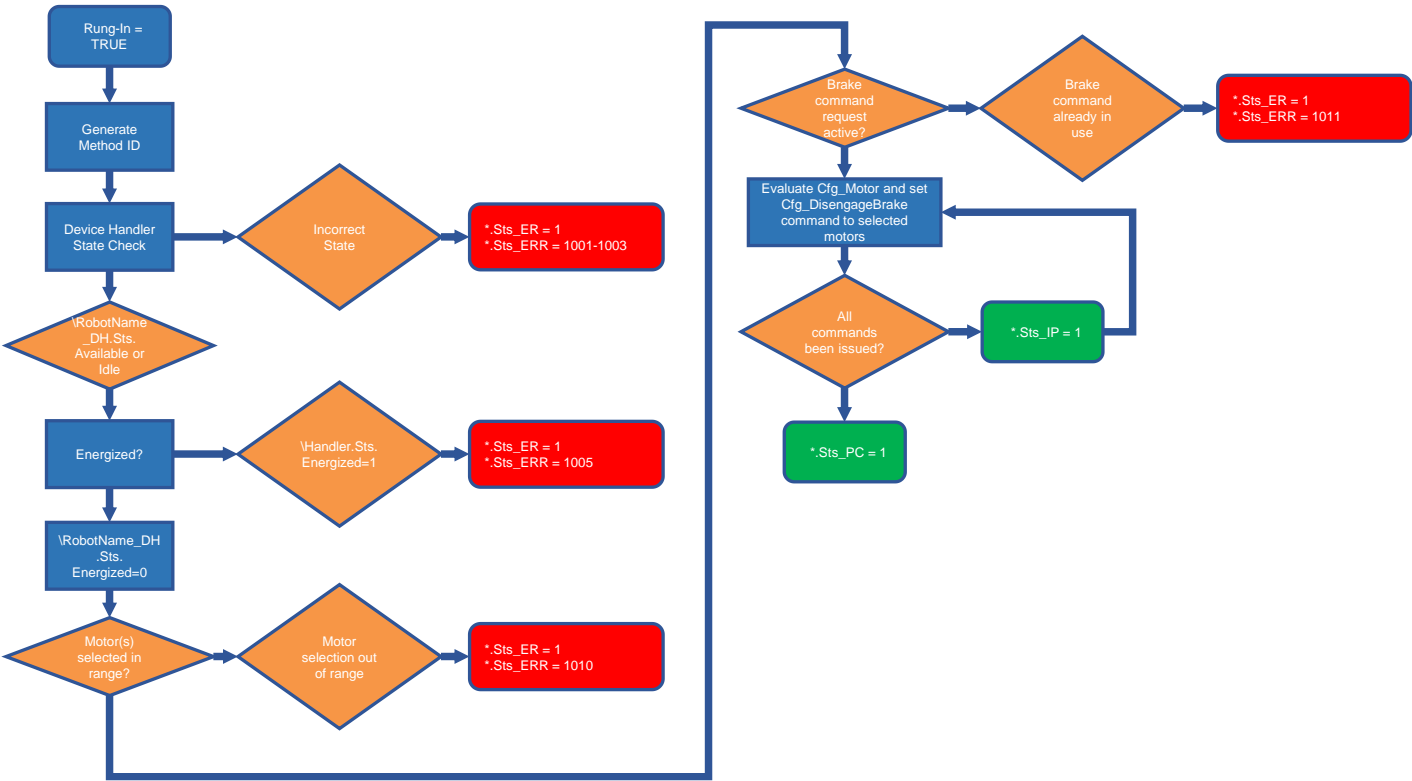 Rung-In =
TRUE
Generate
Method ID
Device Handler
State Check
Incorrect
State
*.Sts_ER = 1
*.Sts_ERR = 1001-1003
\RobotName
_DH.Sts.
Available or
Idle
Energized?
\Handler.Sts.
Energized=1
*.Sts_ER = 1
*.Sts_ERR = 1005
\RobotName_DH
.Sts.
Energized=0
Motor(s)
selected in
range?
Motor
selection out
of range
*.Sts_ER = 1
*.Sts_ERR = 1010
Brake
command
request
active?
Brake
command
already in
use
*.Sts_ER = 1
*.Sts_ERR = 1011
Evaluate Cfg_Motor and set
Cfg_DisengageBrake
command to selected
motors
All
commands
been issued?
*.Sts_IP = 1
*.Sts_PC = 1